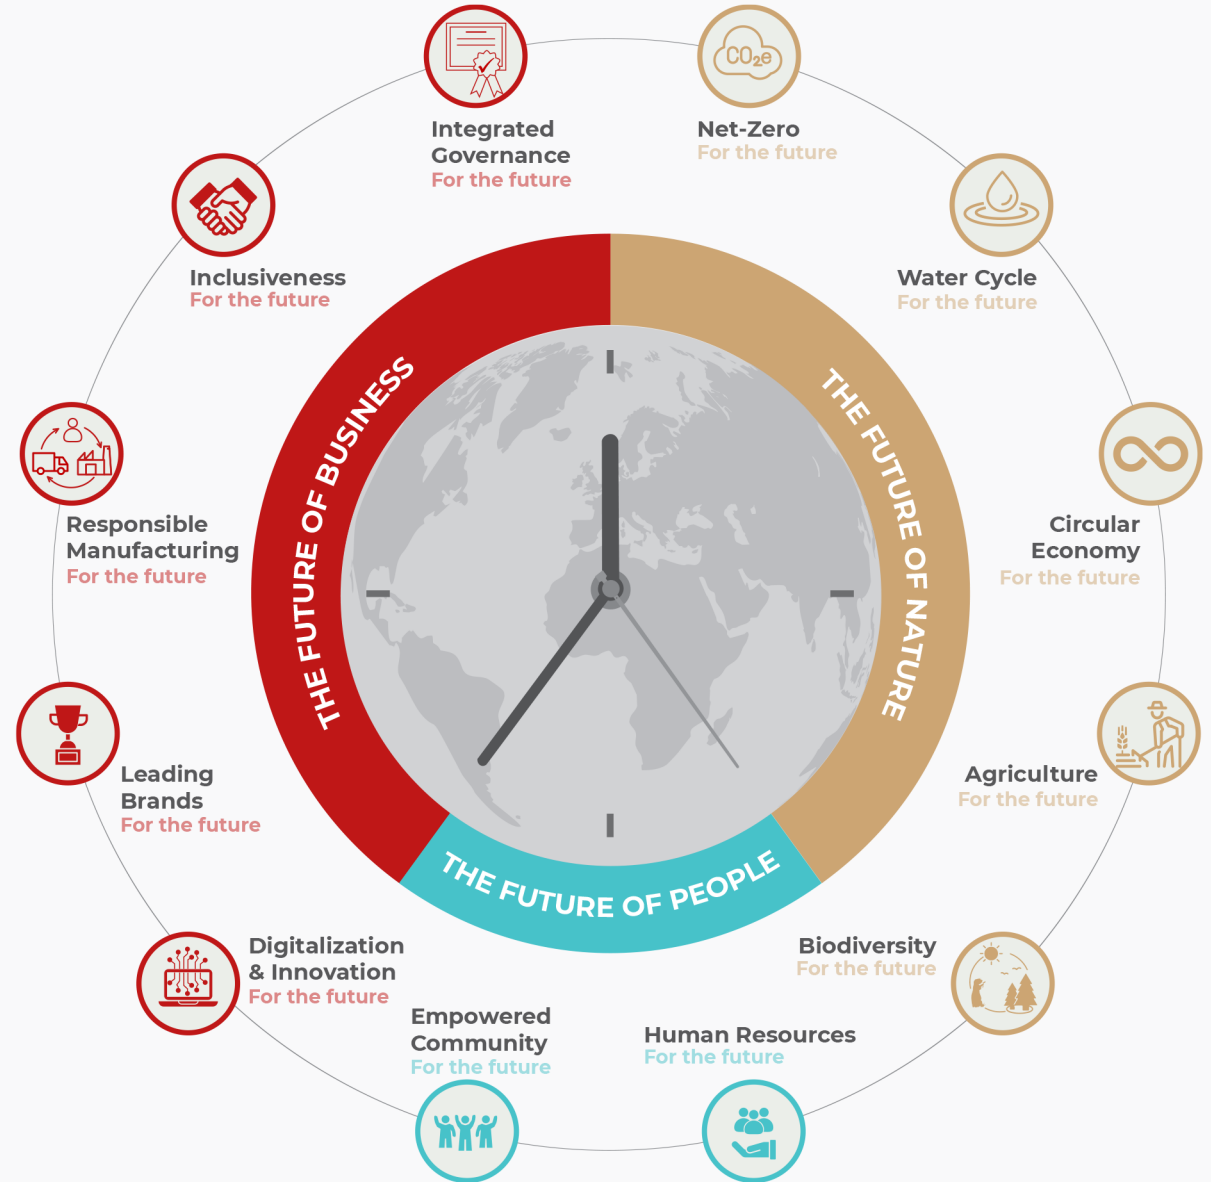 Integrated
Governance
For the future
CO₂e
Net-Zero
For the future
Inclusiveness
For the future
Water Cycle
For the future
Responsible
Manufacturing
For the future
Circular
Economy
For the future
THE FUTURE OF BUSINESS
THE FUTURE OF NATURE
THE FUTURE OF PEOPLE
Leading
Brands
For the future
Agriculture
For the future
Digitalization
& Innovation
For the future
Biodiversity
For the future
Empowered
Community
For the future
Human Resources
For the future